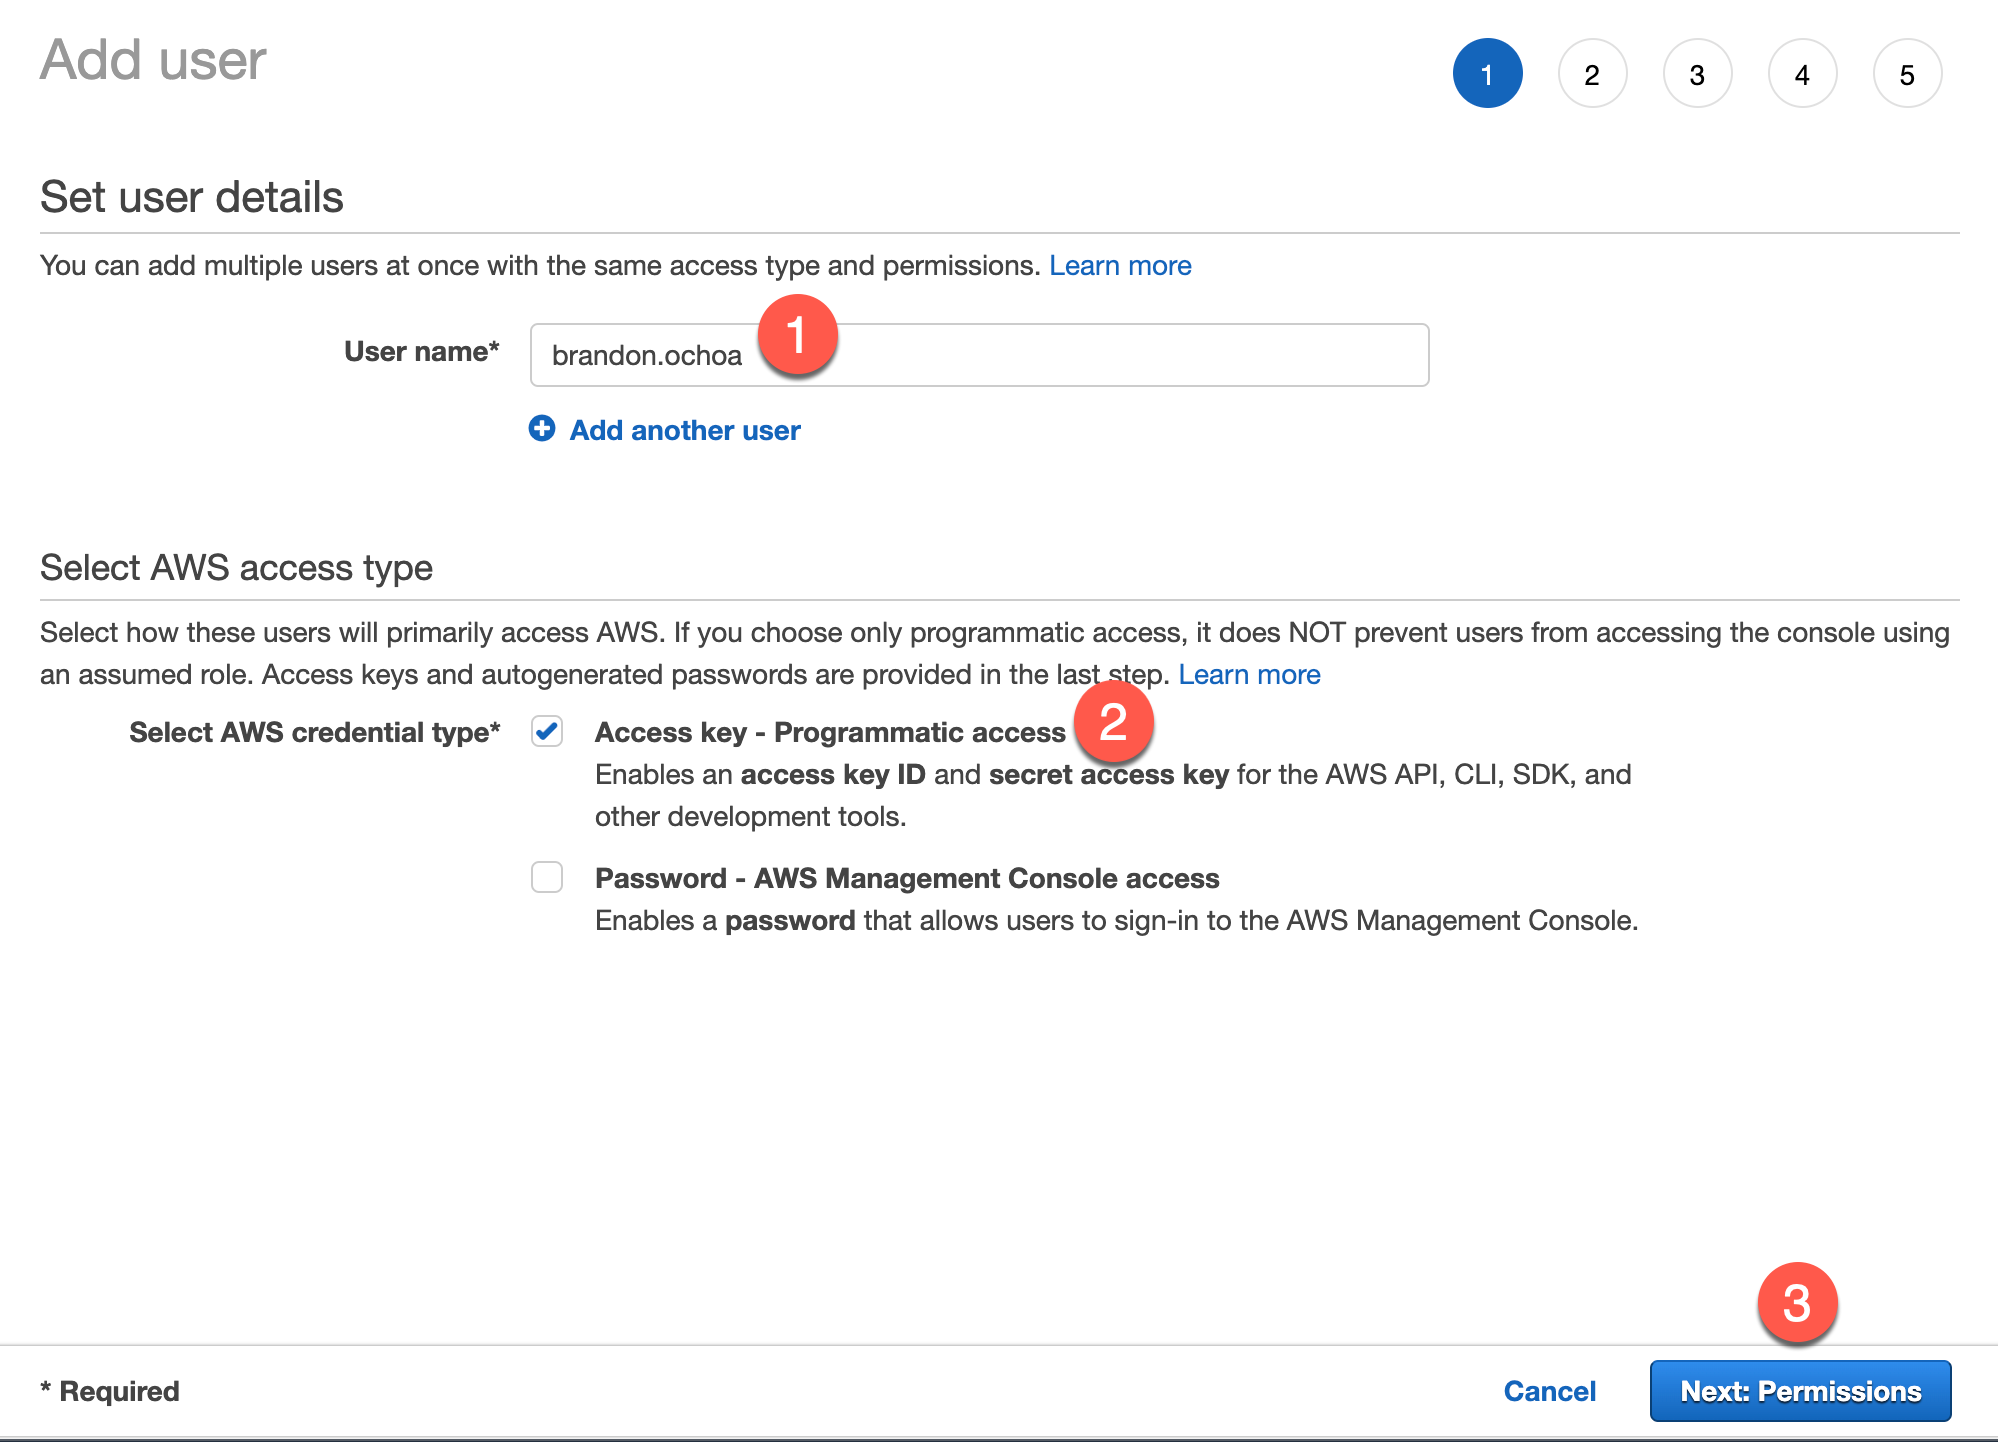 Add user
1 2 3 4 5
Set user details
You can add multiple users at once with the same access type and permissions. Learn more
User name* brandon.ochoa 1
Add another user
Select AWS access type
Select how these users will primarily access AWS. If you choose only programmatic access, it does NOT prevent users from accessing the console using
an assumed role. Access keys and autogenerated passwords are provided in the last step. Learn more
Select AWS credential type* Access key - Programmatic access 2
Enables an access key ID and secret access key for the AWS API, CLI, SDK, and
other development tools.
Password - AWS Management Console access
Enables a password that allows users to sign-in to the AWS Management Console.
3
* Required Cancel Next: Permissions